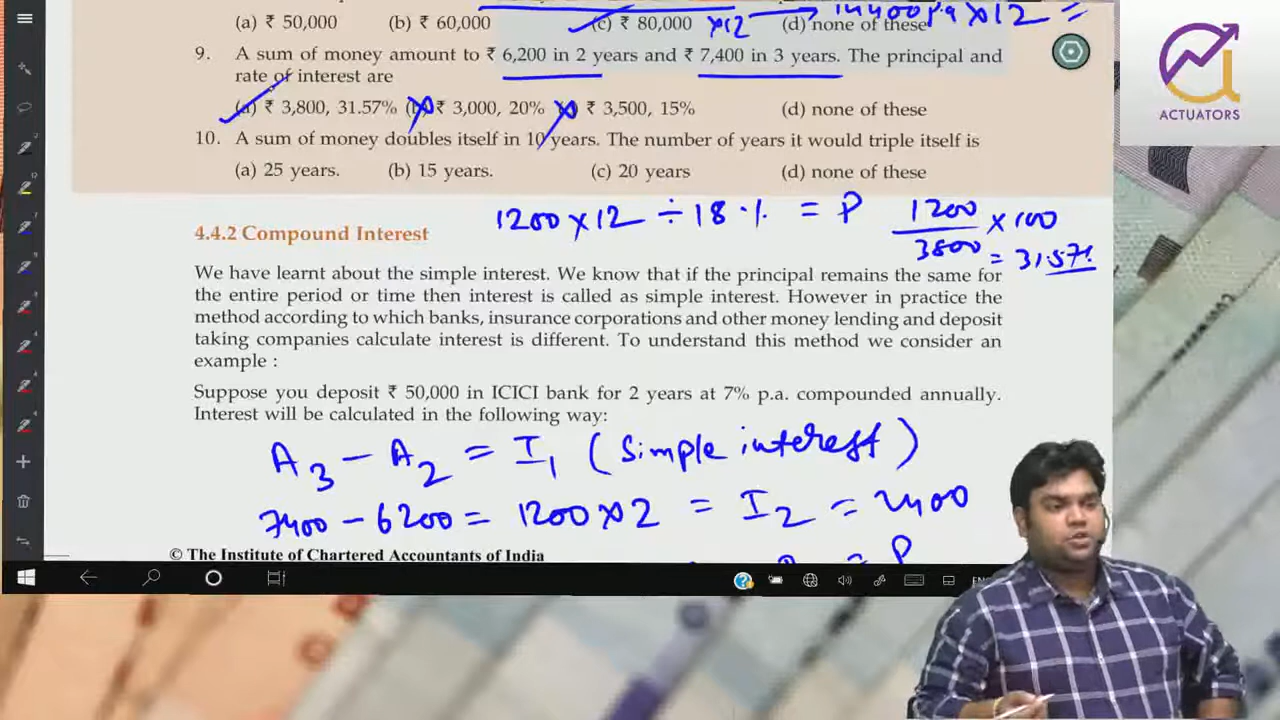 (a) ₹ 50,000 (b) ₹ 60,000 (c) ₹ 80,000 ×12 (d) none of these 14400 p.a ×12 =
9. A sum of money amount to ₹ 6,200 in 2 years and ₹ 7,400 in 3 years. The principal and
rate of interest are
(a) ₹ 3,800, 31.57% (b) ₹ 3,000, 20% ₹ 3,500, 15% (d) none of these
10. A sum of money doubles itself in 10 years. The number of years it would triple itself is
(a) 25 years. (b) 15 years. (c) 20 years (d) none of these
1200 × 12 ÷ 18 % = P 1200 × 100
3800 = 31.57%
4.4.2 Compound Interest
We have learnt about the simple interest. We know that if the principal remains the same for
the entire period or time then interest is called as simple interest. However in practice the
method according to which banks, insurance corporations and other money lending and deposit
taking companies calculate interest is different. To understand this method we consider an
example :
Suppose you deposit ₹ 50,000 in ICICI bank for 2 years at 7% p.a. compounded annually.
Interest will be calculated in the following way:
A3 - A2 = I1 (Simple interest)
7400 - 6200 = 1200 × 2 = I2 = 2400
= P
© The Institute of Chartered Accountants of India
ACTUATORS